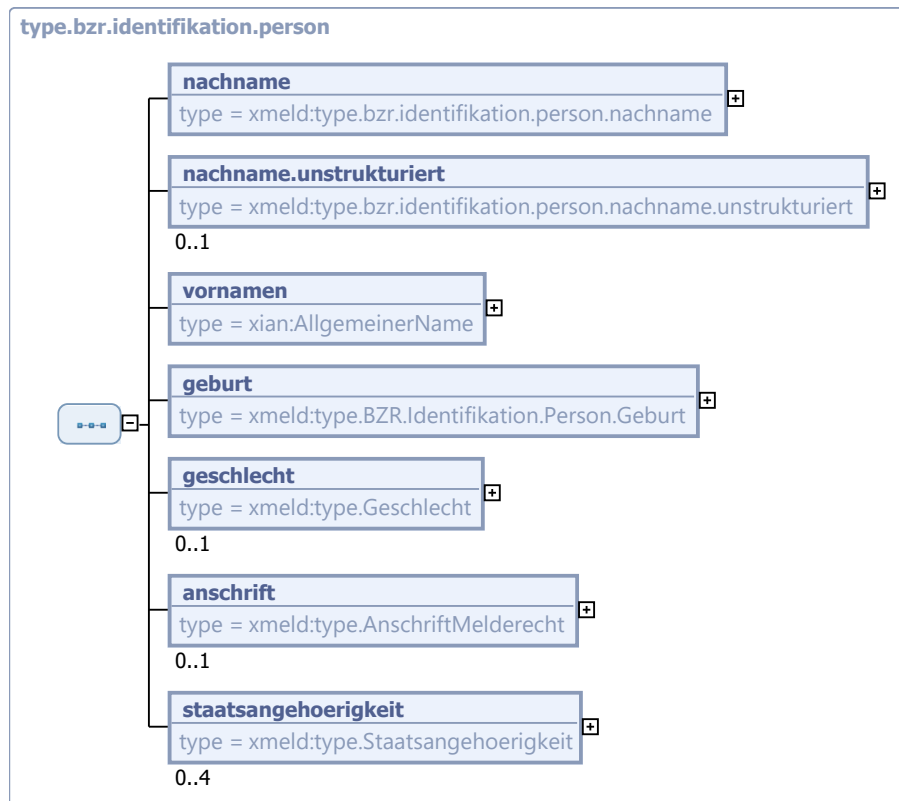 type.bzr.identifikation.person
nachname
type = xmeld:type.bzr.identifikation.person.nachname
nachname.unstrukturiert
type = xmeld:type.bzr.identifikation.person.nachname.unstrukturiert
0..1
vornamen
type = xian:AllgemeinerName
geburt
type = xmeld:type.BZR.Identifikation.Person.Geburt
geschlecht
type = xmeld:type.Geschlecht
0..1
anschrift
type = xmeld:type.AnschriftMelderecht
0..1
staatsangehoerigkeit
type = xmeld:type.Staatsangehoerigkeit
0..4